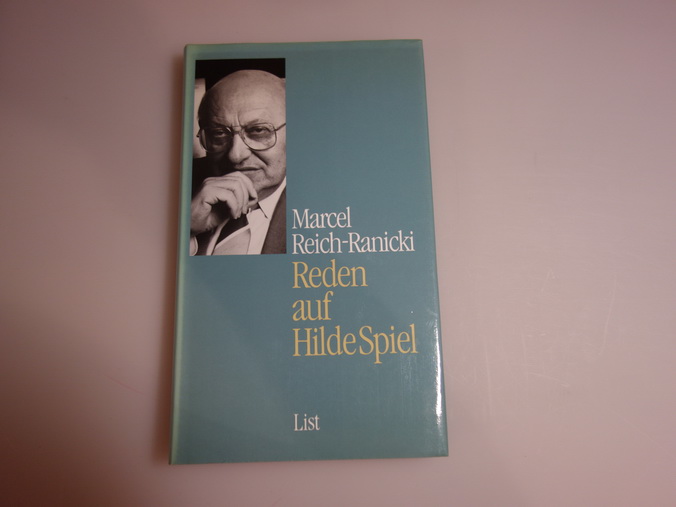 Marcel
Reich-Ranicki
Reden
auf
Hilde Spiel
List